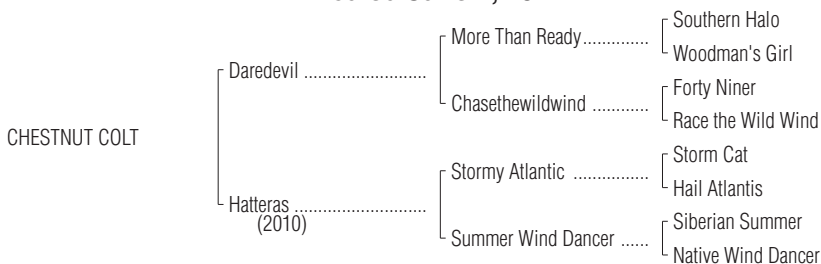 Southern Halo
More Than Ready..............
Woodman's Girl
Daredevil ..........................
Forty Niner
Chasethewildwind ............
Race the Wild Wind
CHESTNUT COLT
Storm Cat
Stormy Atlantic ................
Hail Atlantis
Hatteras ............................
(2010)
Siberian Summer
Summer Wind Dancer ......
Native Wind Dancer